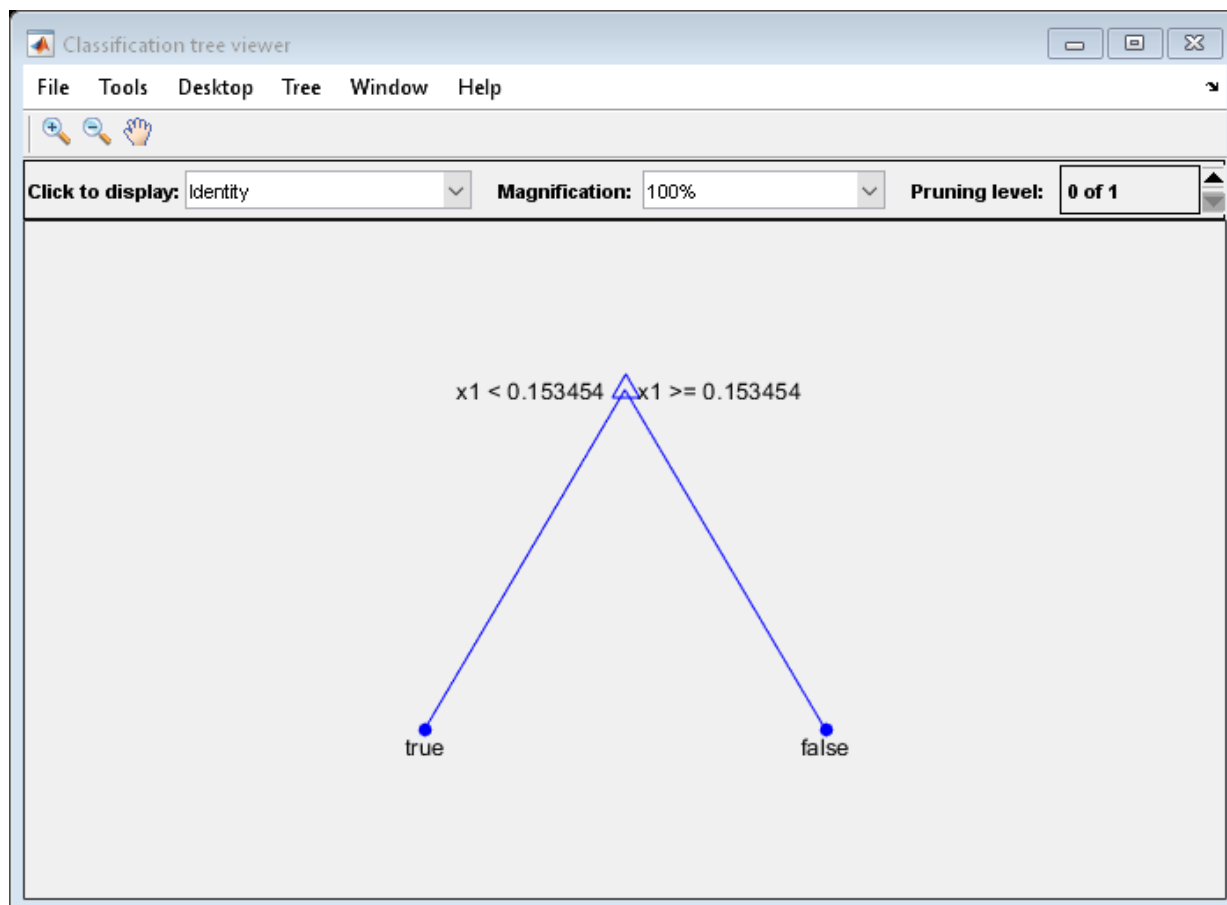 Classification tree viewer
File Tools Desktop Tree Window Help
Click to display: Identity Magnification: 100% Pruning level: 0 of 1
x1 < 0.153454 x1 >= 0.153454
true false